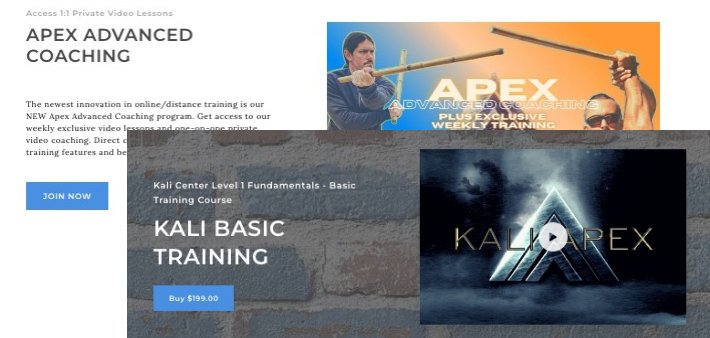 Access 1:1 Private Video Lessons
APEX ADVANCED
COACHING
The newest innovation in online/distance training is our
NEW Apex Advanced Coaching program. Get access to our
weekly exclusive video lessons and one-on-one private
video coaching. Direct
training features and be
JOIN NOW
APEX
ADVANCED COACHING
PLUS EXCLUSIVE
WEEKLY TRAINING
Kali Center Level 1 Fundamentals - Basic
Training Course
KALI BASIC
TRAINING
Buy $199.00
KALI APEX